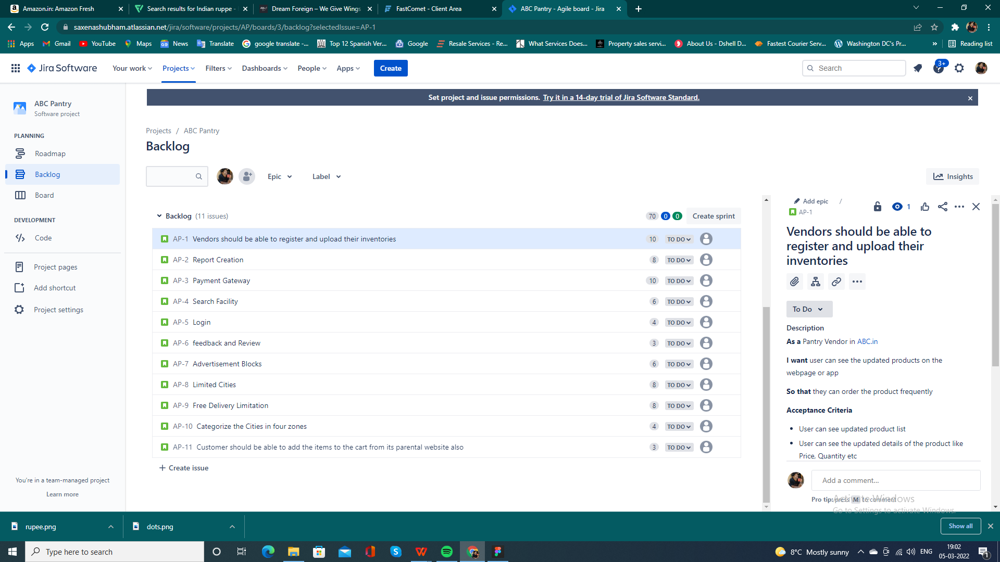 Amazon.in: Amazon Fresh
Search results for Indian ruppe -
Dream Foreign – We Give Wings
FastComet - Client Area
ABC Pantry - Agile board - Jira
saxenashubham.atlassian.net/jira/software/projects/AP/boards/3/backlog?selectedIssue=AP-1
Apps
Gmail
YouTube
Maps
News
Translate
google translate -...
Top 12 Spanish Ver...
Google
Resale Services - Re...
What Services Does...
Property sales servi...
About Us - Dshell D...
Fastest Courier Serv...
Washington DC's Pr...
»
Reading list
Jira Software
Your work
Projects
Filters
Dashboards
People
Apps
Create
Search
3+
Set project and issue permissions. Try it in a 14-day trial of Jira Software Standard.
ABC Pantry
Software project
PLANNING
Roadmap
Backlog
Board
DEVELOPMENT
Code
Project pages
Add shortcut
Project settings
You're in a team-managed project
Learn more
Projects / ABC Pantry
Backlog
Epic
Label
Insights
Backlog (11 issues)
70 0 0 Create sprint
AP-1 Vendors should be able to register and upload their inventories 10 TO DO
AP-2 Report Creation 8 TO DO
AP-3 Payment Gateway 10 TO DO
AP-4 Search Facility 6 TO DO
AP-5 Login 4 TO DO
AP-6 feedback and Review 3 TO DO
AP-7 Advertisement Blocks 6 TO DO
AP-8 Limited Cities 8 TO DO
AP-9 Free Delivery Limitation 8 TO DO
AP-10 Categorize the Cities in four zones 4 TO DO
AP-11 Customer should be able to add the items to the cart from its parental website also 3 TO DO
+ Create issue
Add epic /
AP-1
1
Vendors should be able to
register and upload their
inventories
To Do
Description
As a Pantry Vendor in ABC.in
I want user can see the updated products on the
webpage or app
So that they can order the product frequently
Acceptance Criteria
• User can see updated product list
• User can see the updated details of the product like
Price, Quantity etc
Add a comment...
Pro tip: press M to comment
Activate Windows
Go to Settings to activate Windows.
rupee.png
dots.png
Show all
Type here to search
8°C Mostly sunny
ENG
19:02
05-03-2022
1